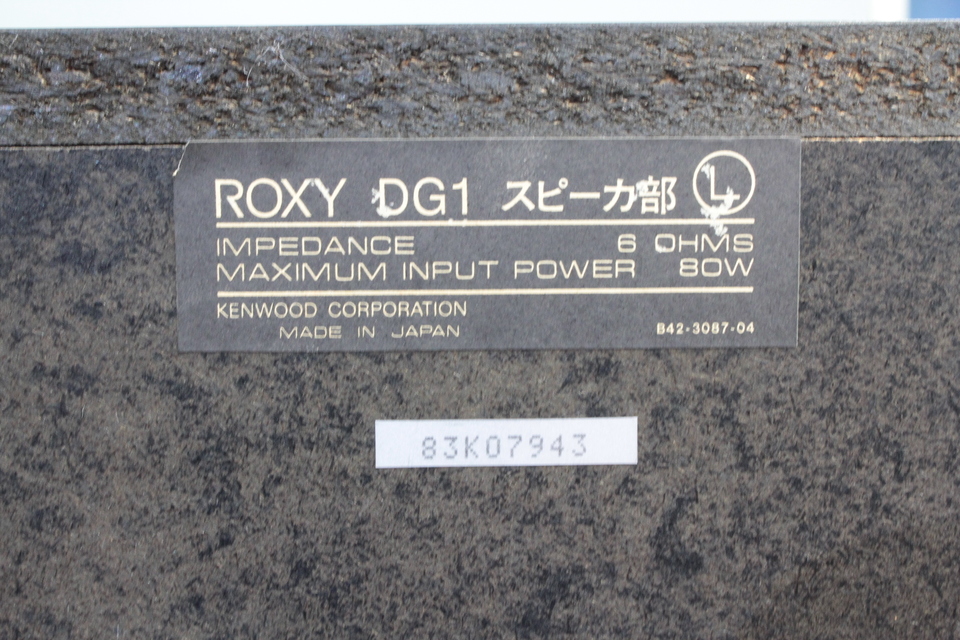 ROXY DG1 スピーカ部 L
IMPEDANCE 6 OHMS
MAXIMUM INPUT POWER 80W
KENWOOD CORPORATION
MADE IN JAPAN B42-3087-04
83K07943